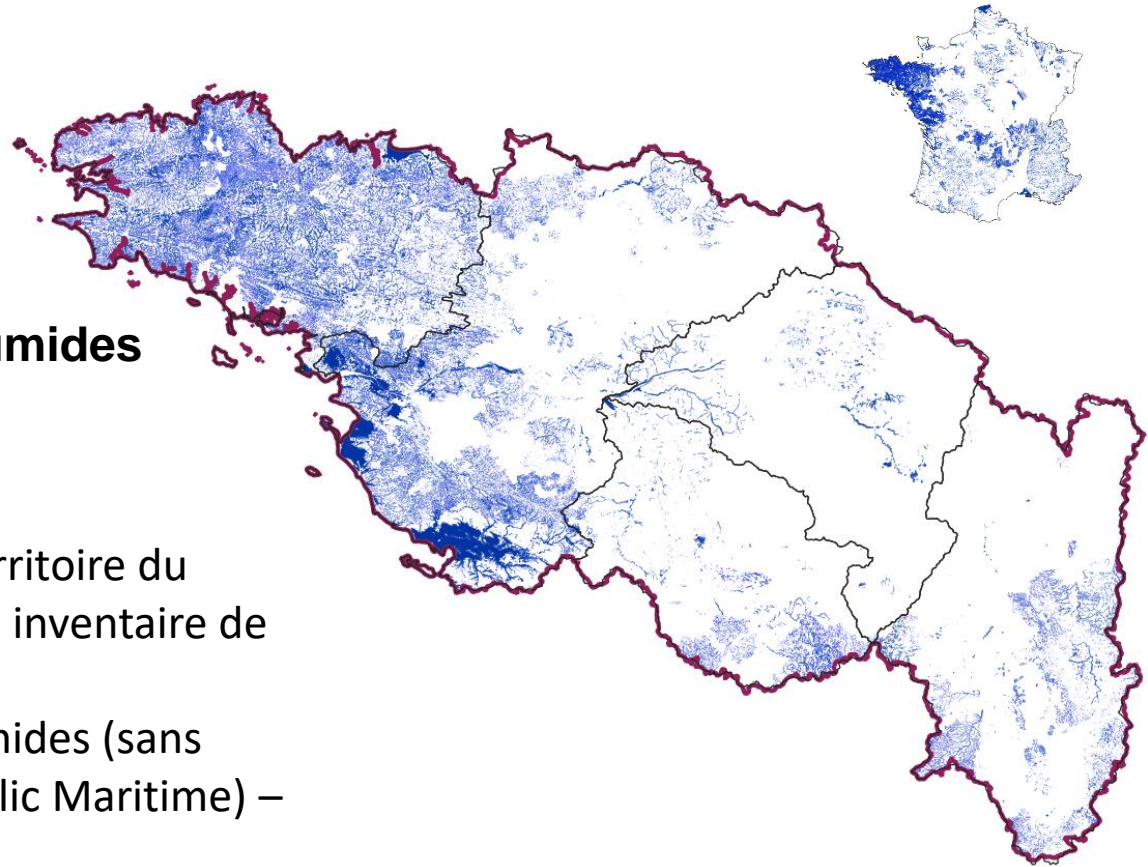 umides
rritoire du
inventaire de
nides (sans
lic Maritime) –